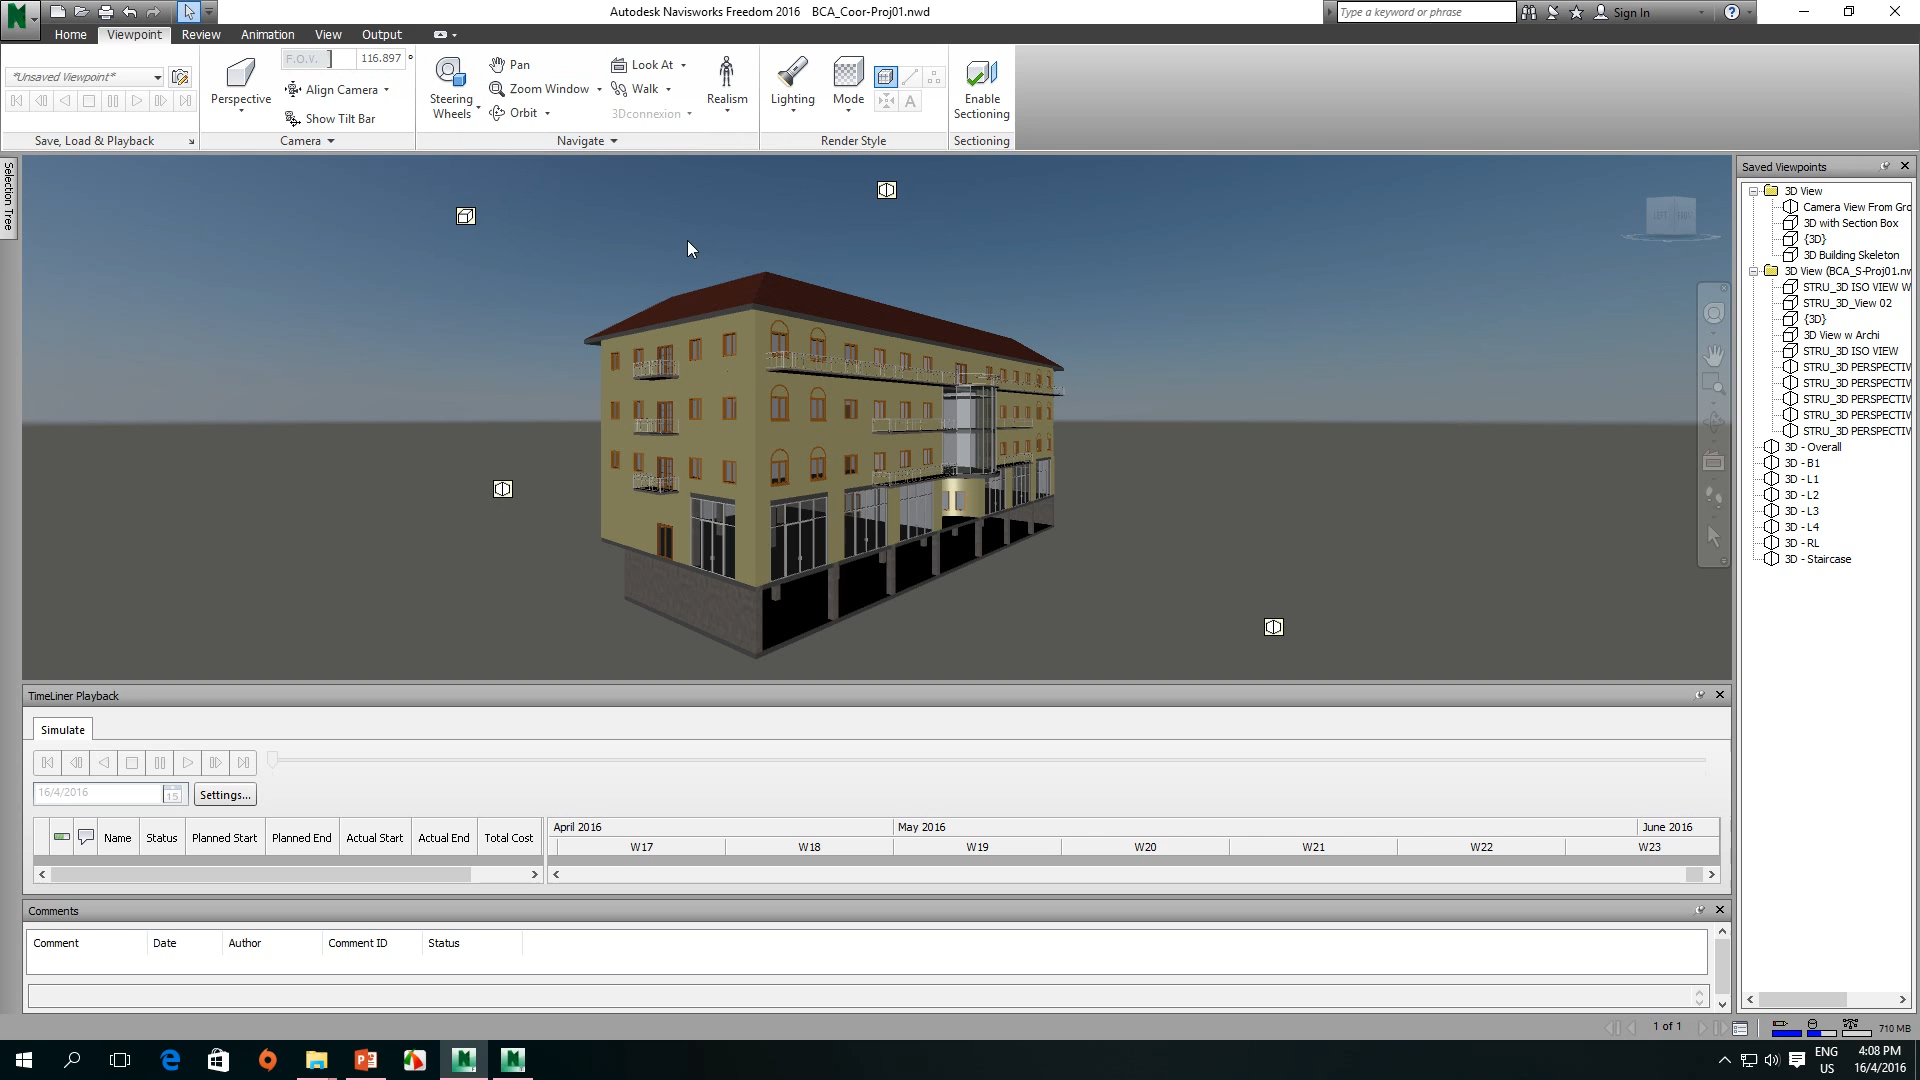 Autodesk Navisworks Freedom 2016 BCA_Coor-Proj01.nwd
Type a keyword or phrase
Sign In
Home Viewpoint Review Animation View Output
*Unsaved Viewpoint*
Save, Load & Playback
Perspective
F.O.V. 116.897 °
Align Camera
Show Tilt Bar
Camera
Steering Wheels
Pan
Zoom Window
Orbit
Look At
Walk
3Dconnexion
Realism
Navigate
Lighting
Mode
A
Render Style
Enable Sectioning
Sectioning
Selection Tree
LEFT
Saved Viewpoints
3D View
Camera View From Gro
3D with Section Box
{3D}
3D Building Skeleton
3D View (BCA_S-Proj01.nw
STRU_3D ISO VIEW W
STRU_3D_View 02
{3D}
3D View w Archi
STRU_3D ISO VIEW
STRU_3D PERSPECTIV
STRU_3D PERSPECTIV
STRU_3D PERSPECTIV
STRU_3D PERSPECTIV
STRU_3D PERSPECTIV
3D - Overall
3D - B1
3D - L1
3D - L2
3D - L3
3D - L4
3D - RL
3D - Staircase
TimeLiner Playback
Simulate
16/4/2016 15 Settings...
Name Status Planned Start Planned End Actual Start Actual End Total Cost
April 2016 May 2016 June 2016
W17 W18 W19 W20 W21 W22 W23
Comments
Comment Date Author Comment ID Status
1 of 1
710 MB
ENG
US
4:08 PM
16/4/2016